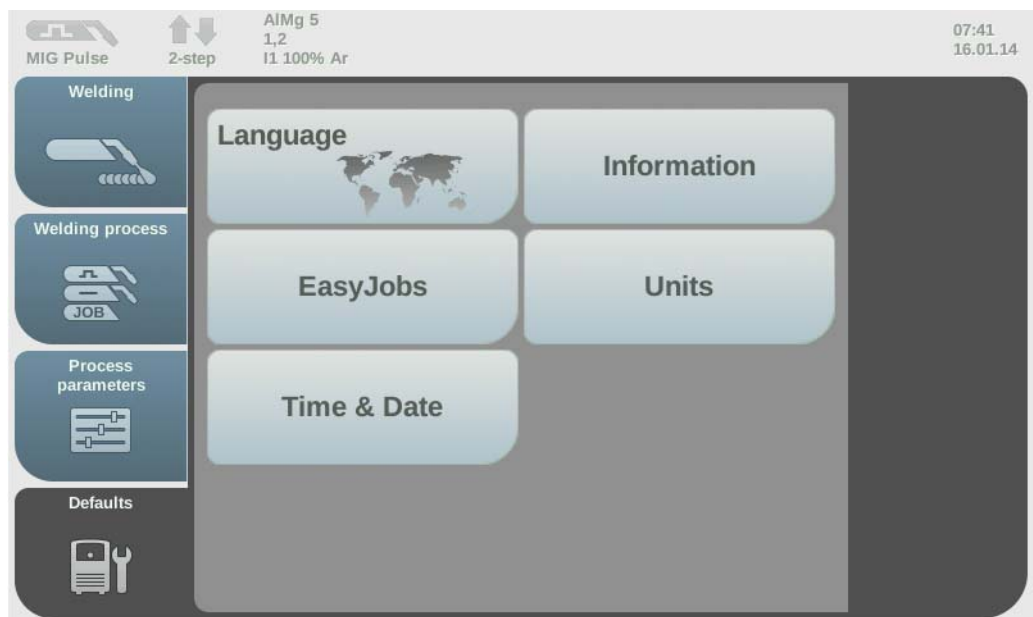 MIG Pulse
2-step
AlMg 5
1,2
I1 100% Ar
07:41
16.01.14
Welding
Welding process
JOB
Process
parameters
Defaults
Language
Information
EasyJobs
Units
Time & Date